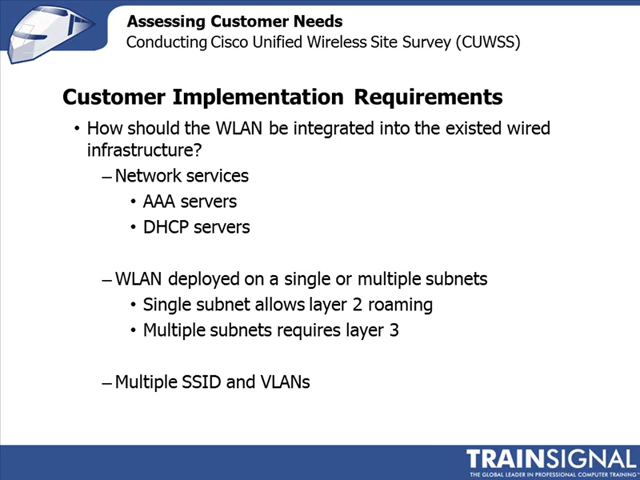 Assessing Customer Needs
Conducting Cisco Unified Wireless Site Survey (CUWSS)
Customer Implementation Requirements
• How should the WLAN be integrated into the existed wired
infrastructure?
– Network services
• AAA servers
• DHCP servers
– WLAN deployed on a single or multiple subnets
• Single subnet allows layer 2 roaming
• Multiple subnets requires layer 3
– Multiple SSID and VLANs
TRAINSIGNAL
THE GLOBAL LEADER IN PROFESSIONAL COMPUTER TRAINING